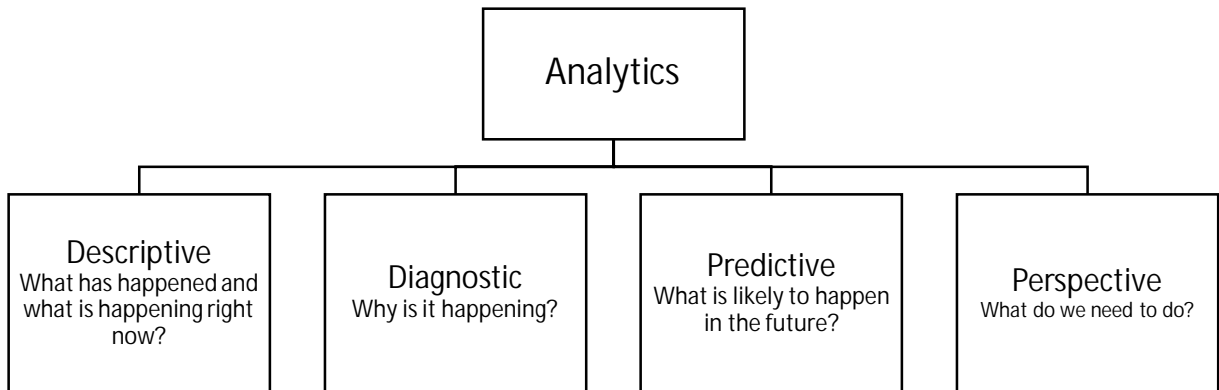 Analytics
Descriptive
What has happened and
what is happening right
now?
Diagnostic
Why is it happening?
Predictive
What is likely to happen
in the future?
Perspective
What do we need to do?